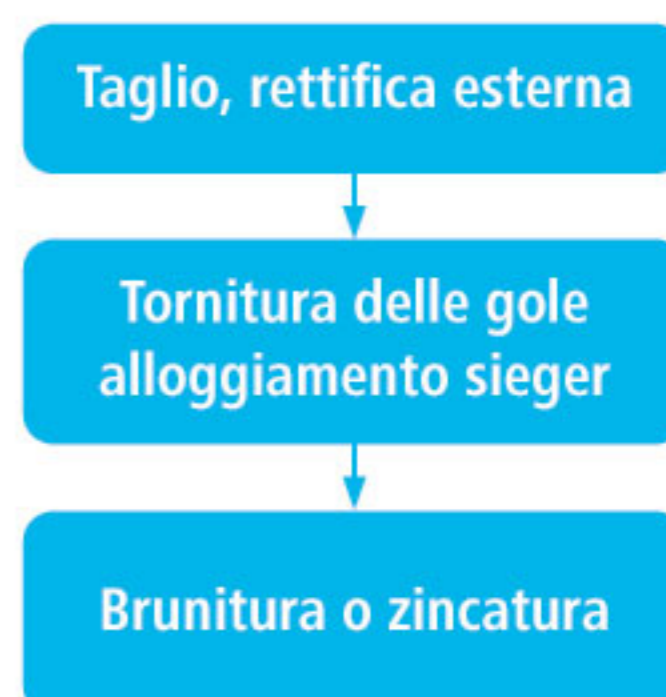 Taglio, rettifica esterna
Tornitura delle gole
alloggiamento sieger
Brunitura o zincatura